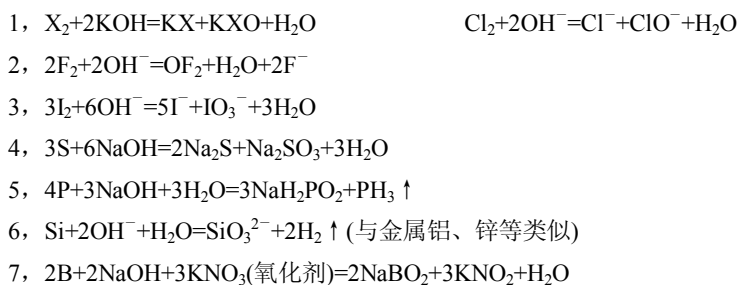 1，X₂+2KOH=KX+KXO+H₂O Cl₂+2OH⁻=Cl⁻+ClO⁻+H₂O
2，2F₂+2OH⁻=OF₂+H₂O+2F⁻
3，3I₂+6OH⁻=5I⁻+IO₃⁻+3H₂O
4，3S+6NaOH=2Na₂S+Na₂SO₃+3H₂O
5，4P+3NaOH+3H₂O=3NaH₂PO₂+PH₃↑
6，Si+2OH⁻+H₂O=SiO₃²⁻+2H₂↑(与金属铝、锌等类似)
7，2B+2NaOH+3KNO₃(氧化剂)=2NaBO₂+3KNO₂+H₂O